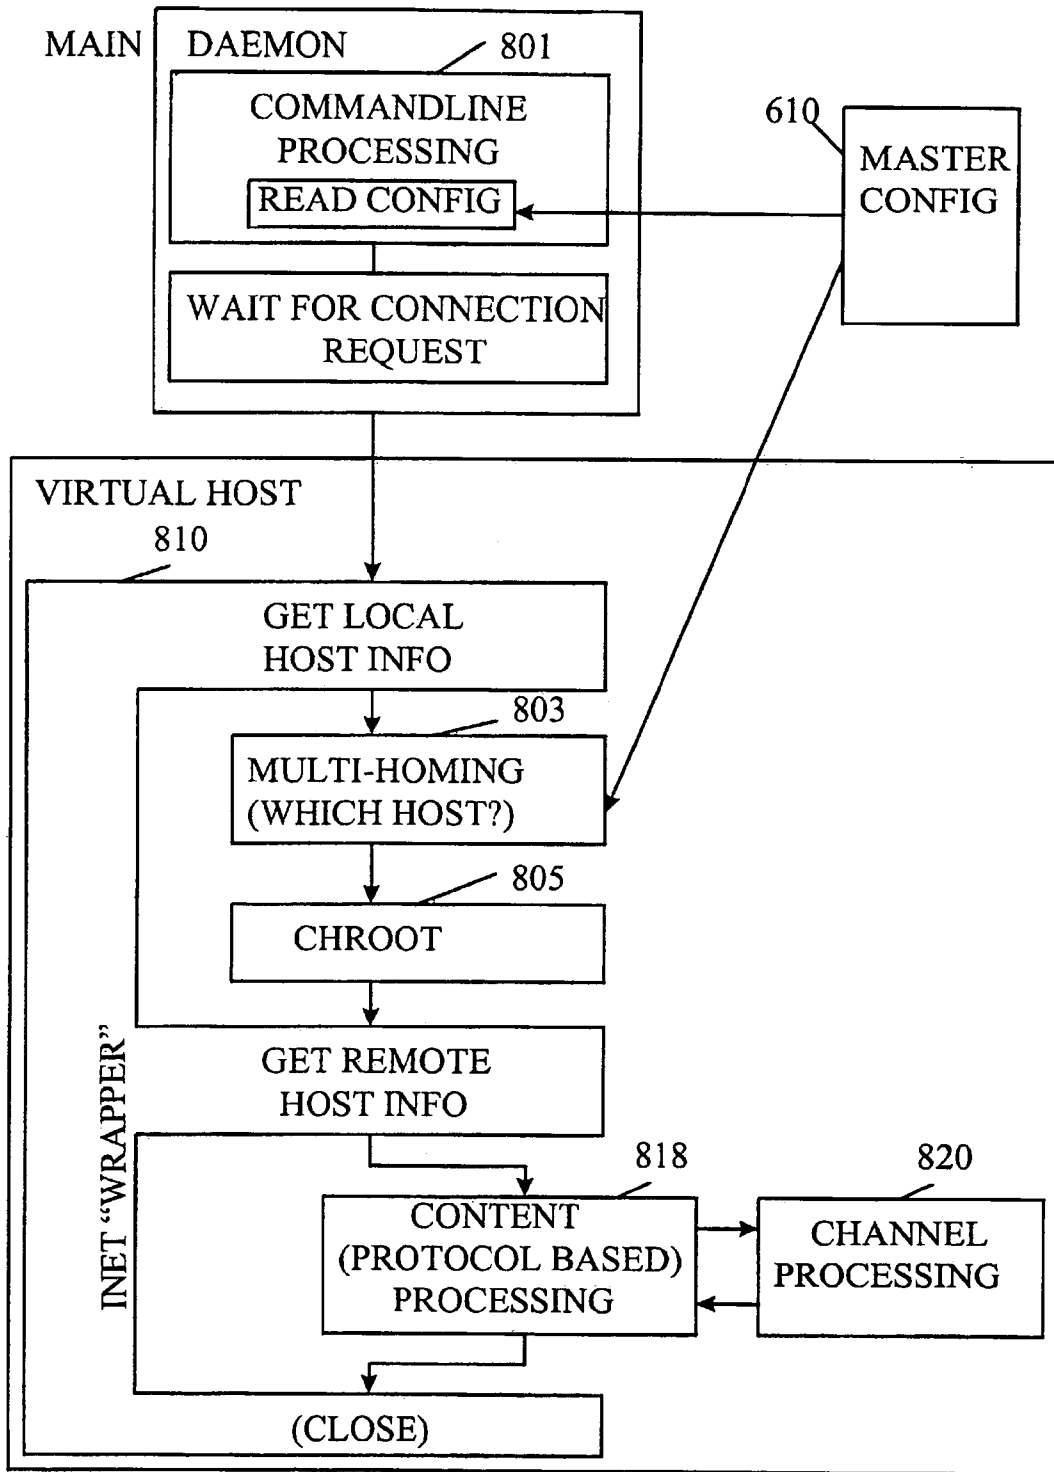 MAIN DAEMON
801
COMMANDLINE
PROCESSING
READ CONFIG
610
MASTER
CONFIG
WAIT FOR CONNECTION
REQUEST
VIRTUAL HOST
810
GET LOCAL
HOST INFO
803
MULTI-HOMING
(WHICH HOST?)
805
CHROOT
INET “WRAPPER”
GET REMOTE
HOST INFO
818
820
CONTENT
(PROTOCOL BASED)
PROCESSING
CHANNEL
PROCESSING
(CLOSE)